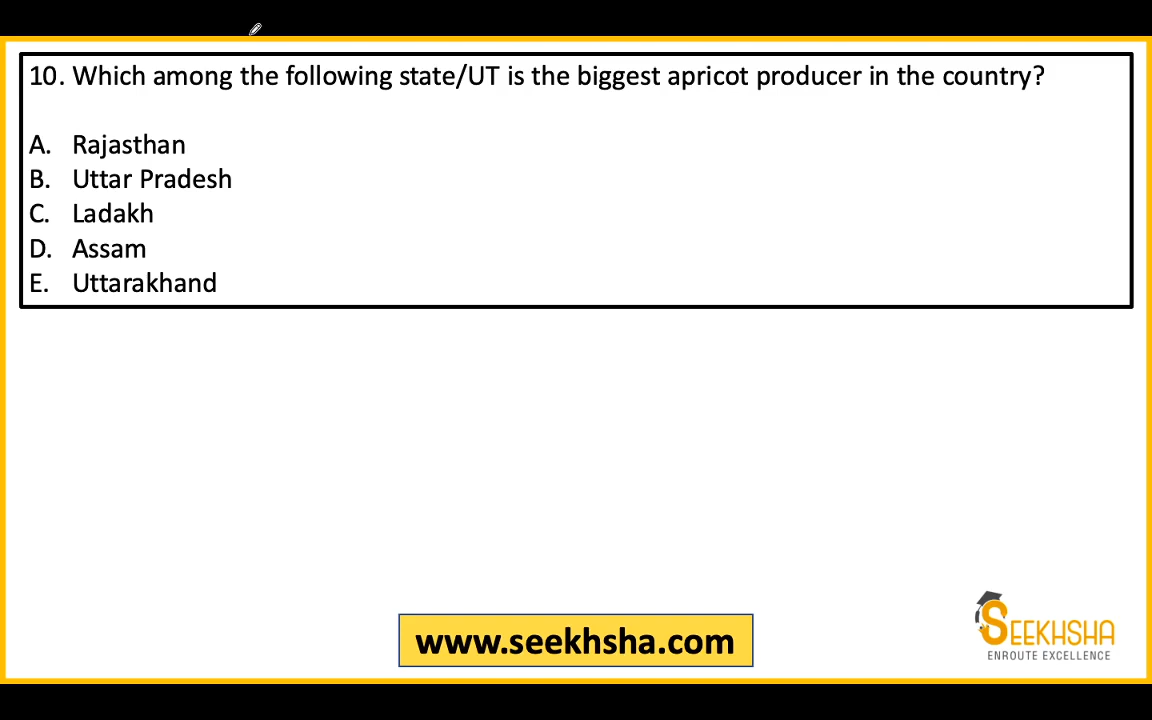 10. Which among the following state/UT is the biggest apricot producer in the country?
A. Rajasthan
B. Uttar Pradesh
C. Ladakh
D. Assam
E. Uttarakhand
www.seekhsha.com
SEEKHSHA
ENROUTE EXCELLENCE